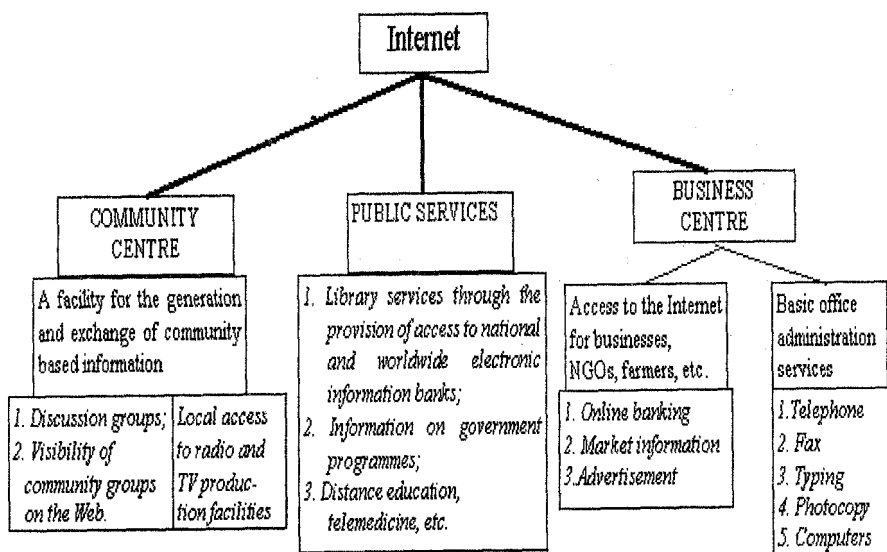 Internet
COMMUNITY
CENTRE
A facility for the generation
and exchange of community
based information
1. Discussion groups;
2. Visibility of
community groups
on the Web.
Local access
to radio and
TV produc-
tion facilities
PUBLIC SERVICES
1. Library services through the
provision of access to national
and worldwide electronic
information banks;
2. Information on government
programmes;
3. Distance education,
telemedicine, etc.
BUSINESS
CENTRE
Access to the Internet
for businesses,
NGOs, farmers, etc.
1. Online banking
2. Market information
3.Advertisement
Basic office
administration
services
1.Telephone
2. Fax
3. Typing
4. Photocopy
5. Computers